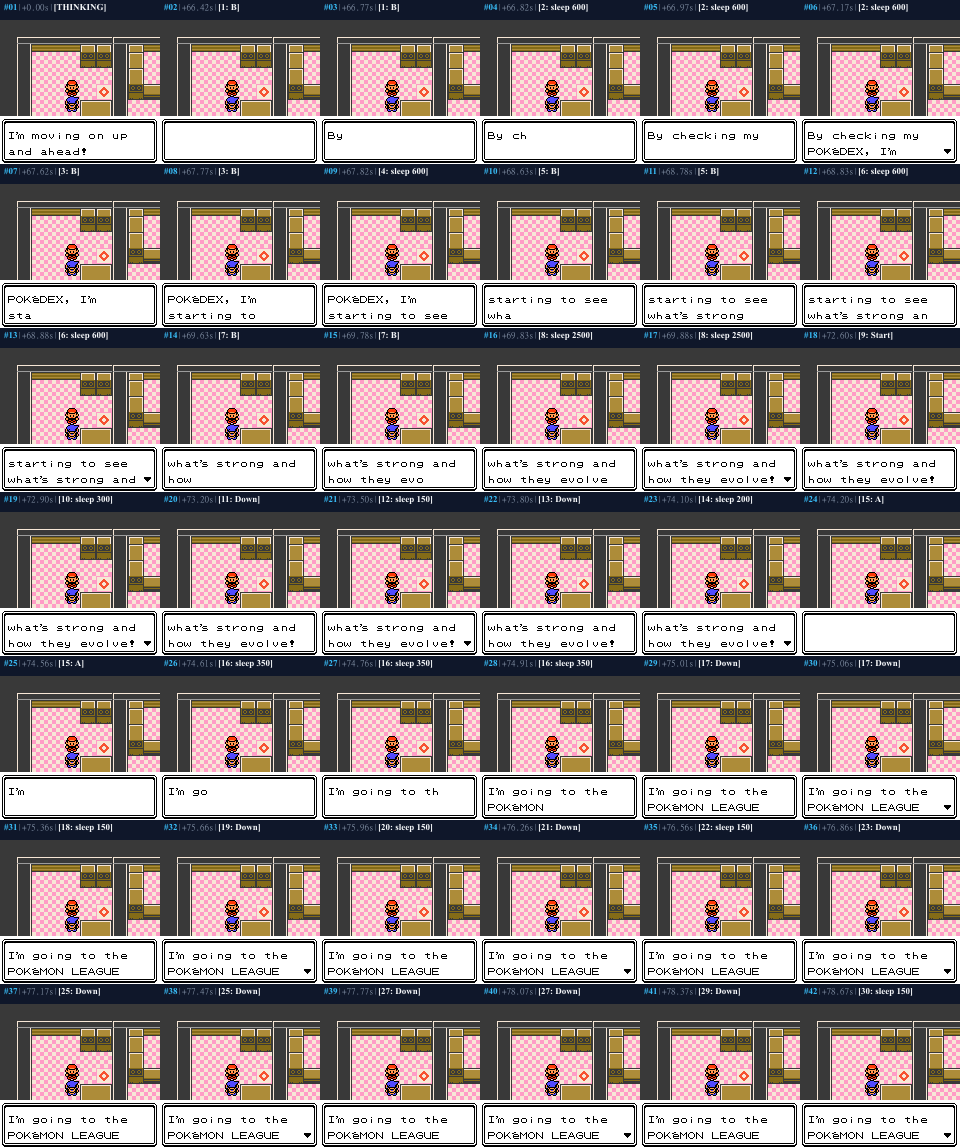 #01|+0.00s|[THINKING]
#02|+66.42s|[1: B]
#03|+66.77s|[1: B]
#04|+66.82s|[2: sleep 600]
#05|+66.97s|[2: sleep 600]
#06|+67.17s|[2: sleep 600]
I'm moving on up
and ahead!
By
By ch
By checking my
By checking my
POKéDEX, I'm
#07|+67.62s|[3: B]
#08|+67.77s|[3: B]
#09|+67.82s|[4: sleep 600]
#10|+68.63s|[5: B]
#11|+68.78s|[5: B]
#12|+68.83s|[6: sleep 600]
POKéDEX, I'm
sta
POKéDEX, I'm
starting to
POKéDEX, I'm
starting to see
starting to see
wha
starting to see
what's strong
starting to see
what's strong an
#13|+68.88s|[6: sleep 600]
#14|+69.63s|[7: B]
#15|+69.78s|[7: B]
#16|+69.83s|[8: sleep 2500]
#17|+69.88s|[8: sleep 2500]
#18|+72.60s|[9: Start]
starting to see
what's strong and
what's strong and
how
what's strong and
how they evo
what's strong and
how they evolve
what's strong and
how they evolve!
what's strong and
how they evolve!
#19|+72.90s|[10: sleep 300]
#20|+73.20s|[11: Down]
#21|+73.50s|[12: sleep 150]
#22|+73.80s|[13: Down]
#23|+74.10s|[14: sleep 200]
#24|+74.20s|[15: A]
what's strong and
how they evolve!
what's strong and
how they evolve!
what's strong and
how they evolve!
what's strong and
how they evolve!
what's strong and
how they evolve!
#25|+74.56s|[15: A]
#26|+74.61s|[16: sleep 350]
#27|+74.76s|[16: sleep 350]
#28|+74.91s|[16: sleep 350]
#29|+75.01s|[17: Down]
#30|+75.06s|[17: Down]
I'm
I'm go
I'm going to th
I'm going to the
POKéMON
I'm going to the
POKéMON LEAGUE
I'm going to the
POKéMON LEAGUE
#31|+75.36s|[18: sleep 150]
#32|+75.66s|[19: Down]
#33|+75.96s|[20: sleep 150]
#34|+76.26s|[21: Down]
#35|+76.56s|[22: sleep 150]
#36|+76.86s|[23: Down]
I'm going to the
POKéMON LEAGUE
I'm going to the
POKéMON LEAGUE
I'm going to the
POKéMON LEAGUE
I'm going to the
POKéMON LEAGUE
I'm going to the
POKéMON LEAGUE
I'm going to the
POKéMON LEAGUE
#37|+77.17s|[25: Down]
#38|+77.47s|[25: Down]
#39|+77.77s|[27: Down]
#40|+78.07s|[27: Down]
#41|+78.37s|[29: Down]
#42|+78.67s|[30: sleep 150]
I'm going to the
POKéMON LEAGUE
I'm going to the
POKéMON LEAGUE
I'm going to the
POKéMON LEAGUE
I'm going to the
POKéMON LEAGUE
I'm going to the
POKéMON LEAGUE
I'm going to the
POKéMON LEAGUE